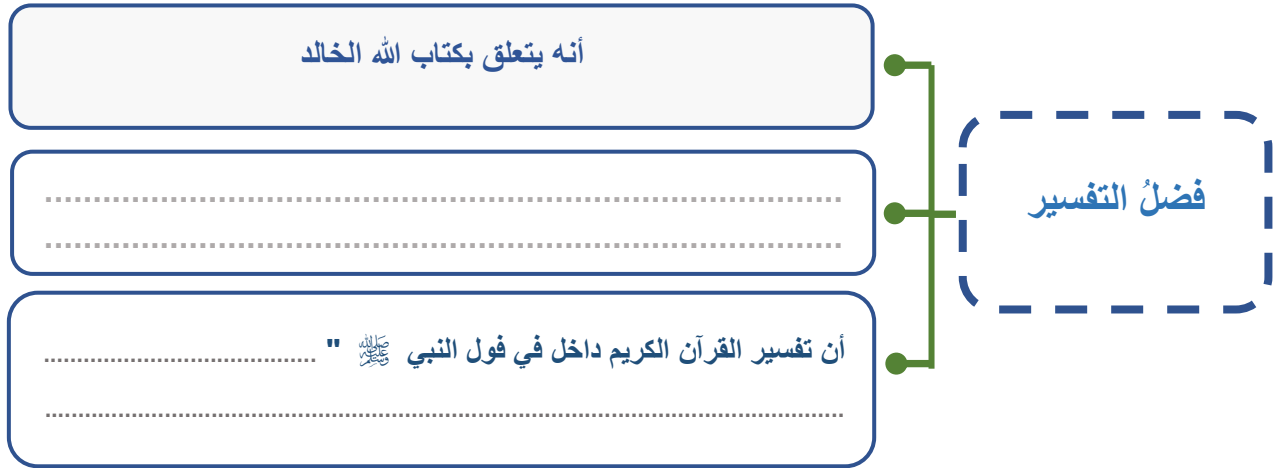 فضلُ التفسير
أنه يتعلق بكتاب الله الخالد
................................................................................
................................................................................
أن تفسير القرآن الكريم داخل في فول النبي ﷺ " ......................................
................................................................................